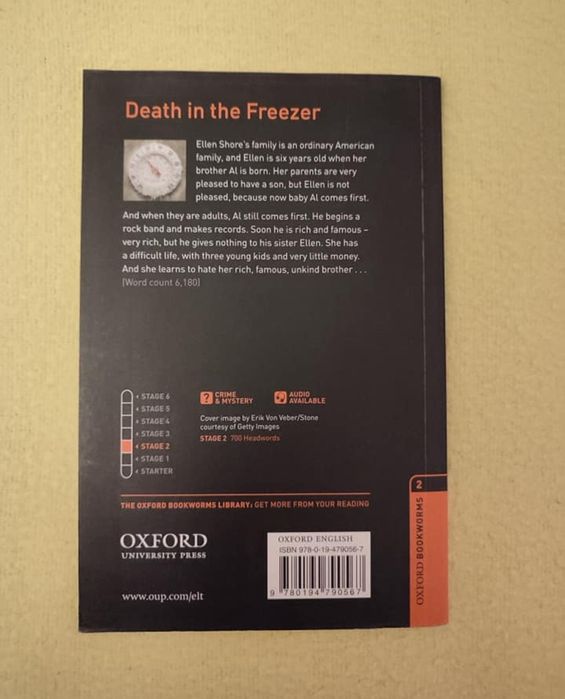 Death in the Freezer
Ellen Shore's family is an ordinary American
family, and Ellen is six years old when her
brother Al is born. Her parents are very
pleased to have a son, but Ellen is not
pleased, because now baby Al comes first.
And when they are adults, Al still comes first. He begins a
rock band and makes records. Soon he is rich and famous –
very rich, but he gives nothing to his sister Ellen. She has
a difficult life, with three young kids and very little money.
And she learns to hate her rich, famous, unkind brother . . .
[Word count 6,180]
STAGE 6
STAGE 5
STAGE 4
STAGE 3
STAGE 2
STAGE 1
STARTER
?
CRIME
& MYSTERY
AUDIO
AVAILABLE
Cover image by Erik Von Veber/Stone
courtesy of Getty Images
STAGE 2 700 Headwords
THE OXFORD BOOKWORMS LIBRARY: GET MORE FROM YOUR READING
OXFORD
UNIVERSITY PRESS
www.oup.com/elt
OXFORD ENGLISH
ISBN 978-0-19-479056-7
9 780194 790567
2
OXFORD BOOKWORMS